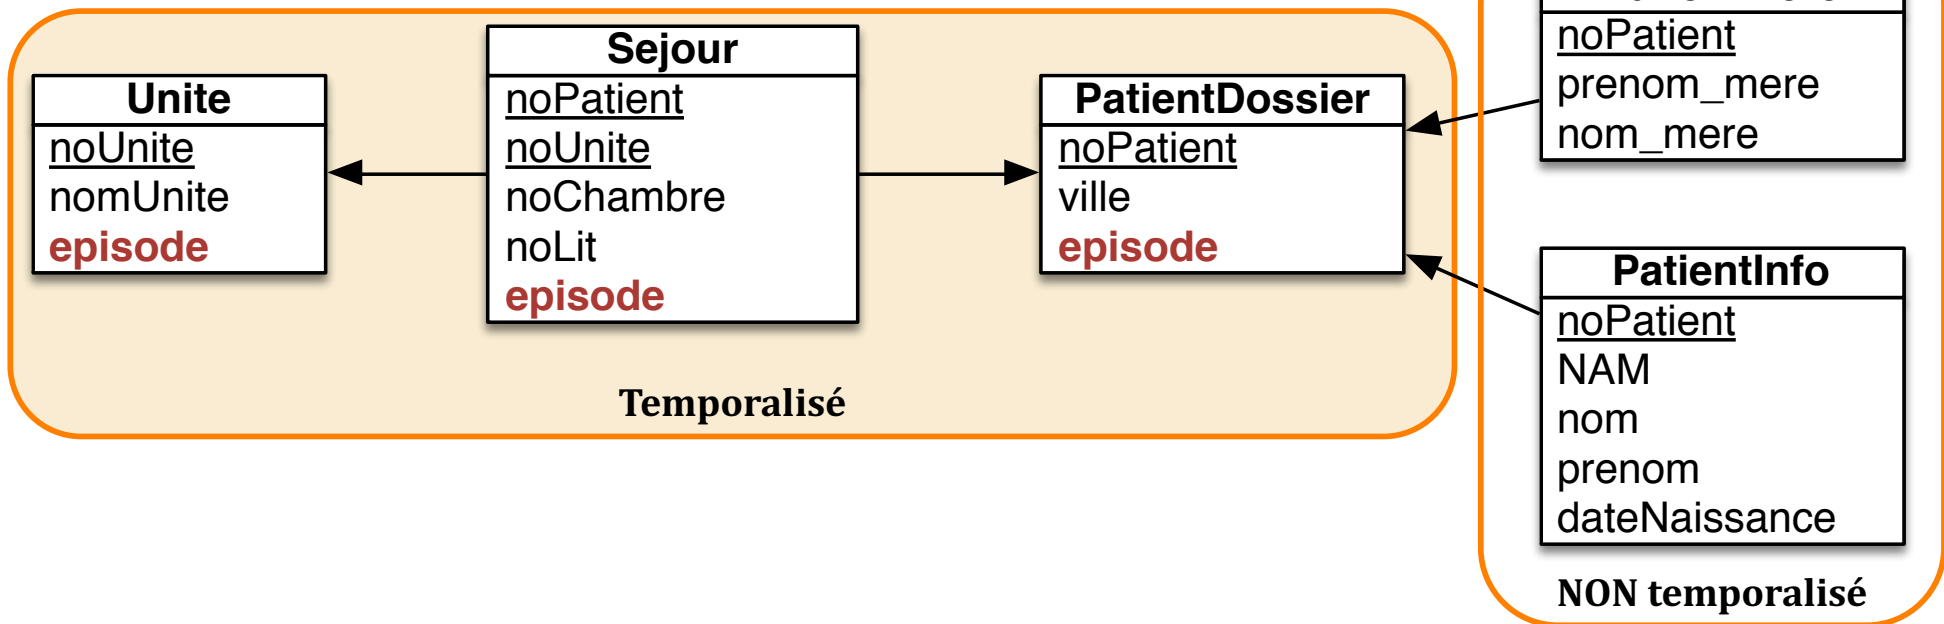 Unite
noUnite
nomUnite
episode
Sejour
noPatient
noUnite
noChambre
noLit
episode
Temporalisé
PatientDossier
noPatient
ville
episode
noPatient
prenom_mere
nom_mere
PatientInfo
noPatient
NAM
nom
prenom
dateNaissance
NON temporalisé